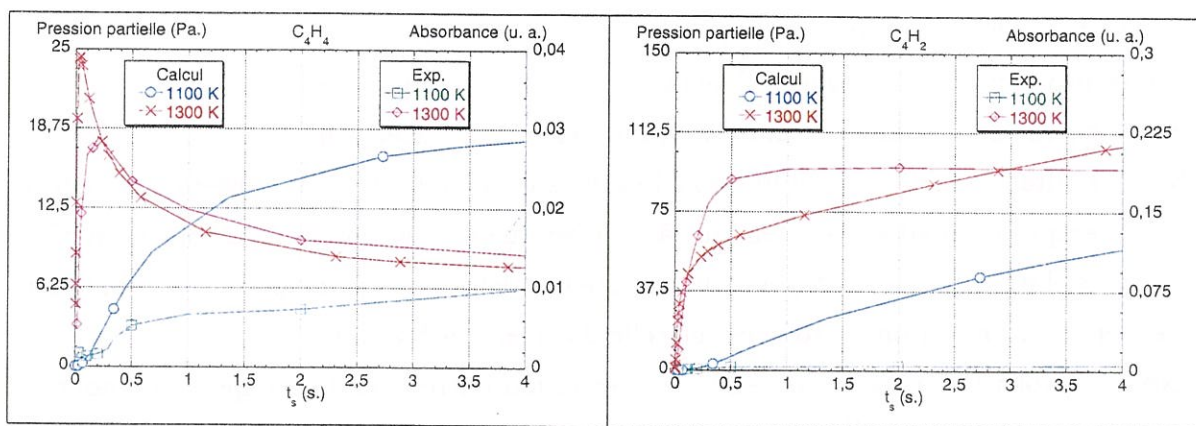 Pression partielle (Pa.) C₄H₄ Absorbance (u. a.)
25
18,75
12,5
6,25
0
0,04
0,03
0,02
0,01
0
Calcul
1100 K
1300 K
Exp.
1100 K
1300 K
0 0,5 1 1,5 2 2,5 3 3,5 4
tₛ (s.)
Pression partielle (Pa.) C₄H₂ Absorbance (u. a.)
150
112,5
75
37,5
0
0,3
0,225
0,15
0,075
0
Calcul
1100 K
1300 K
Exp.
1100 K
1300 K
0 0,5 1 1,5 2 2,5 3 3,5 4
tₛ (s.)